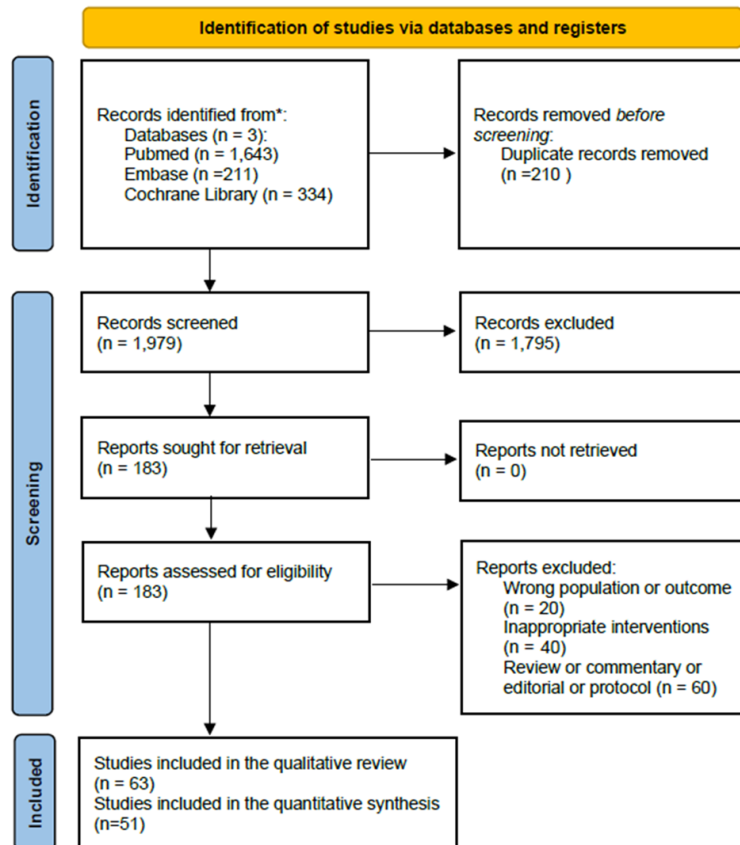 Identification of studies via databases and registers
Identification
Records identified from*:
Databases (n = 3):
Pubmed (n = 1,643)
Embase (n =211)
Cochrane Library (n = 334)
Records removed before
screening:
Duplicate records removed
(n =210 )
Screening
Records screened
(n = 1,979)
Records excluded
(n = 1,795)
Reports sought for retrieval
(n = 183)
Reports not retrieved
(n = 0)
Reports assessed for eligibility
(n = 183)
Reports excluded:
Wrong population or outcome
(n = 20)
Inappropriate interventions
(n = 40)
Review or commentary or
editorial or protocol (n = 60)
Included
Studies included in the qualitative review
(n = 63)
Studies included in the quantitative synthesis
(n=51)